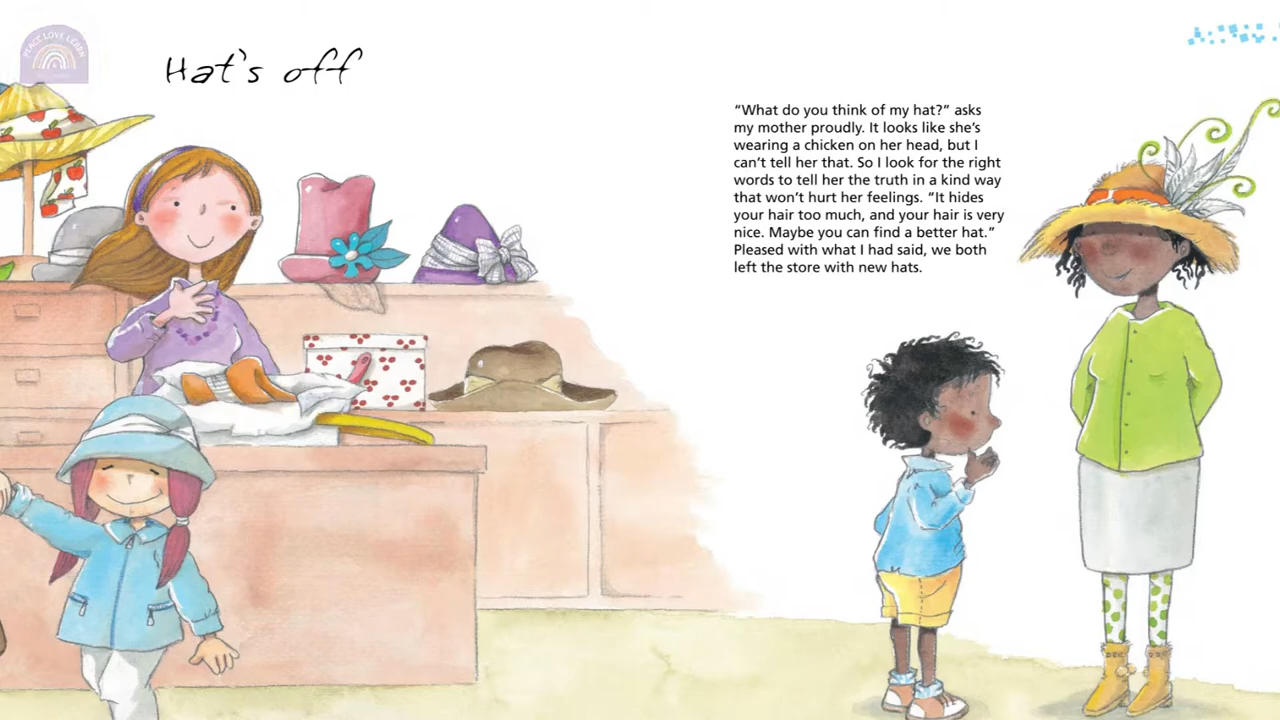 PEACE LOVE LEARN
Hat's off
“What do you think of my hat?” asks
my mother proudly. It looks like she’s
wearing a chicken on her head, but I
can’t tell her that. So I look for the right
words to tell her the truth in a kind way
that won’t hurt her feelings. “It hides
your hair too much, and your hair is very
nice. Maybe you can find a better hat.”
Pleased with what I had said, we both
left the store with new hats.